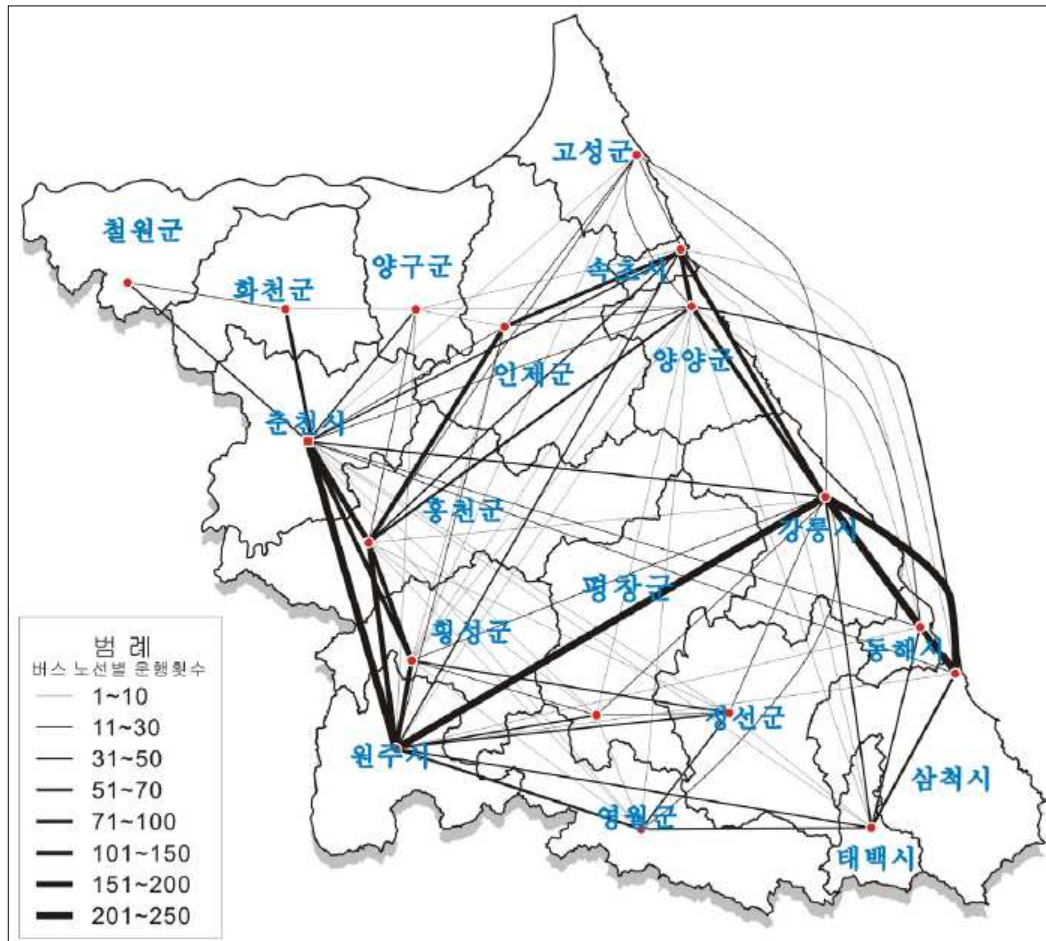 고성군
철원군
양구군
속초시
화천군
양양군
인제군
춘천시
홍천군
강릉시
평창군
횡성군
동해시
정선군
원주시
삼척시
영월군
태백시
범 례
버스 노선별 운행횟수
1~10
11~30
31~50
51~70
71~100
101~150
151~200
201~250